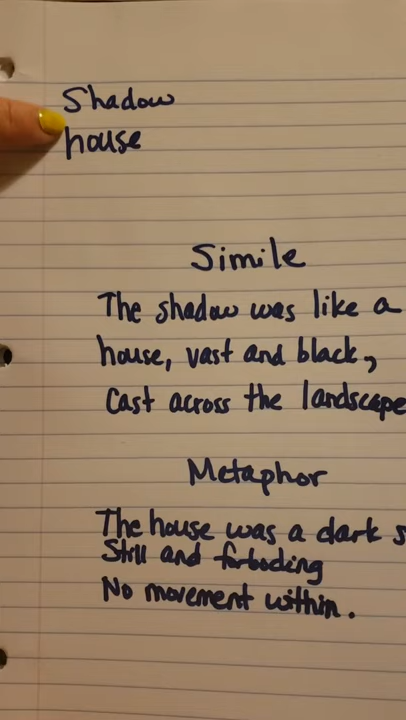 Shadow
house
Simile
The shadow was like a
house, vast and black,
Cast across the landscape
Metaphor
The house was a dark s
Still and forboding
No movement within.